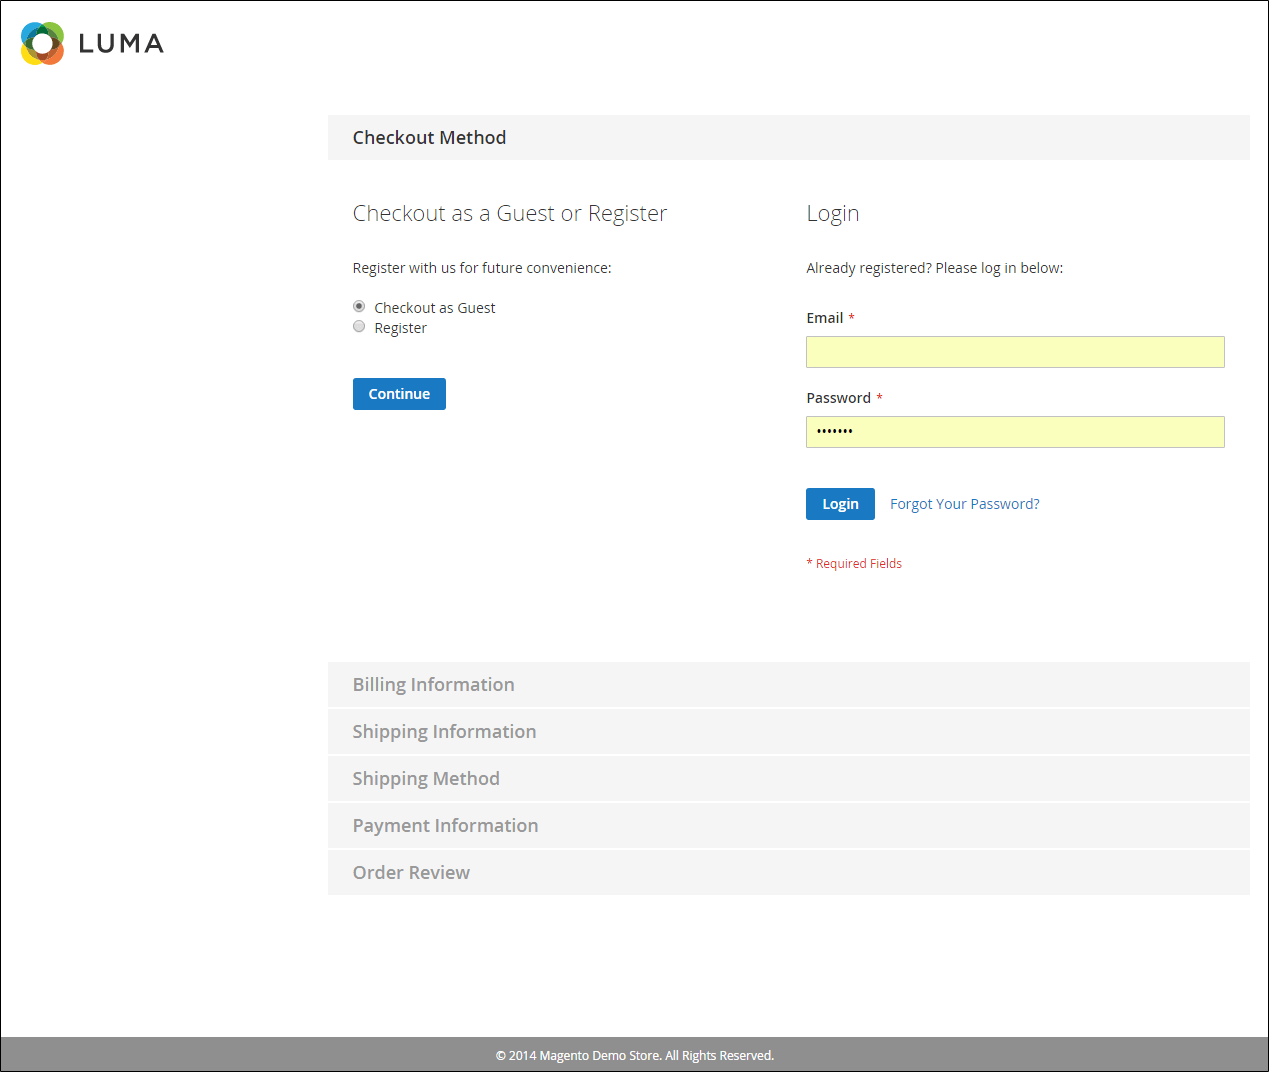 LUMA
Checkout Method
Checkout as a Guest or Register
Register with us for future convenience:
Checkout as Guest
Register
Continue
Login
Already registered? Please log in below:
Email *
Password *
•••••••
Login Forgot Your Password?
* Required Fields
Billing Information
Shipping Information
Shipping Method
Payment Information
Order Review
© 2014 Magento Demo Store. All Rights Reserved.